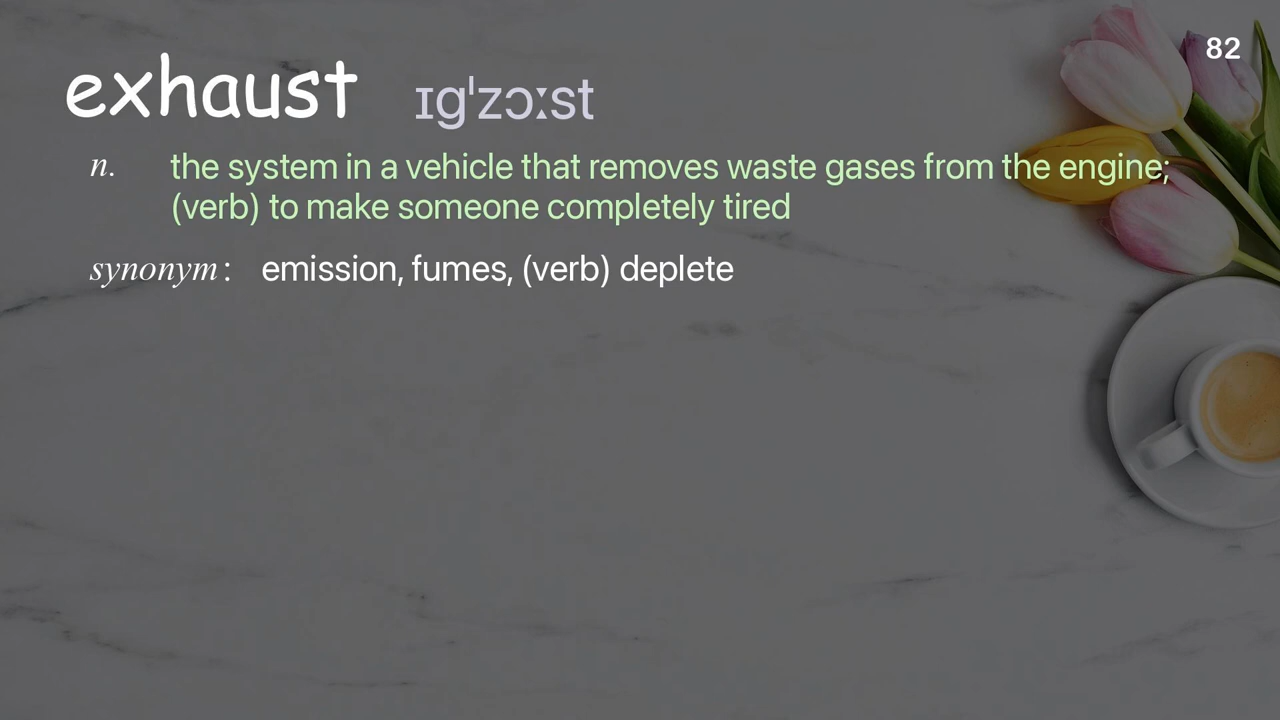 82
exhaust ɪɡˈzɔːst
n. the system in a vehicle that removes waste gases from the engine;
(verb) to make someone completely tired
synonym: emission, fumes, (verb) deplete